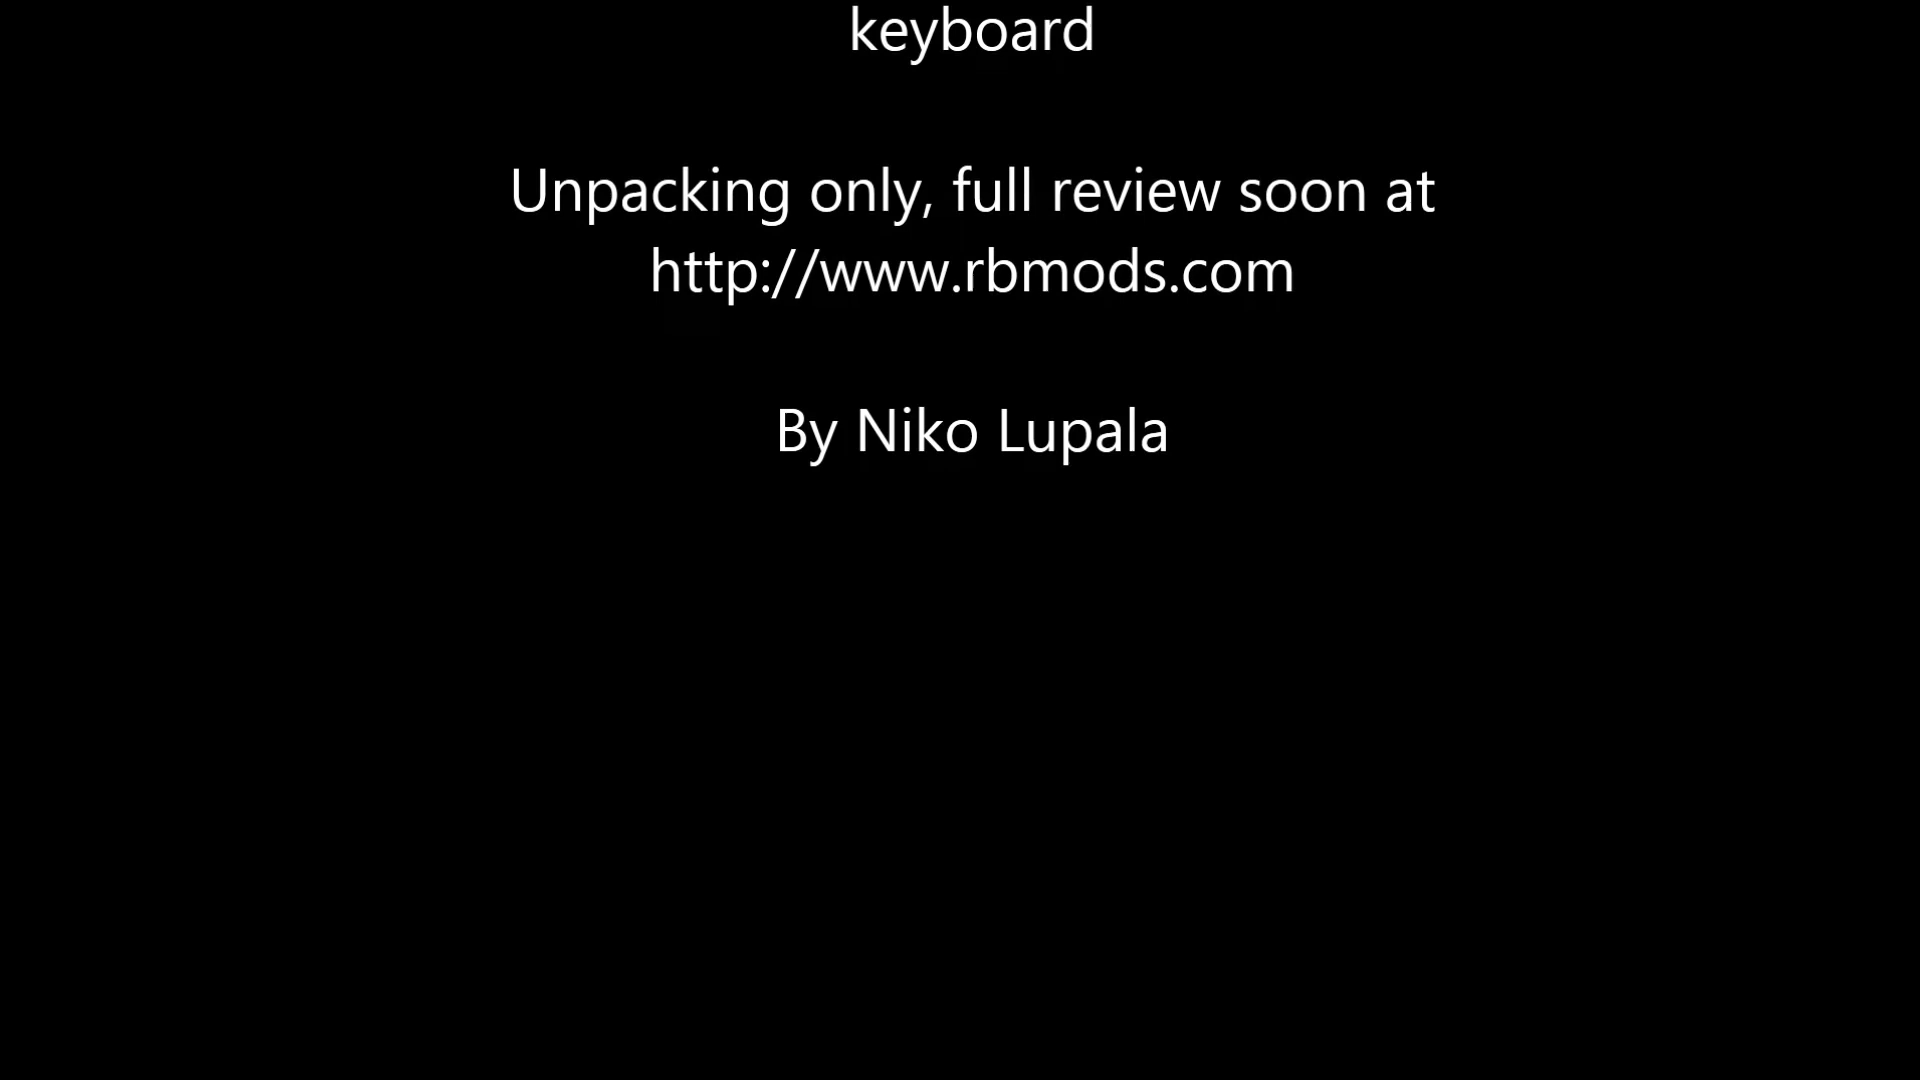 keyboard
Unpacking only, full review soon at
http://www.rbmods.com
By Niko Lupala